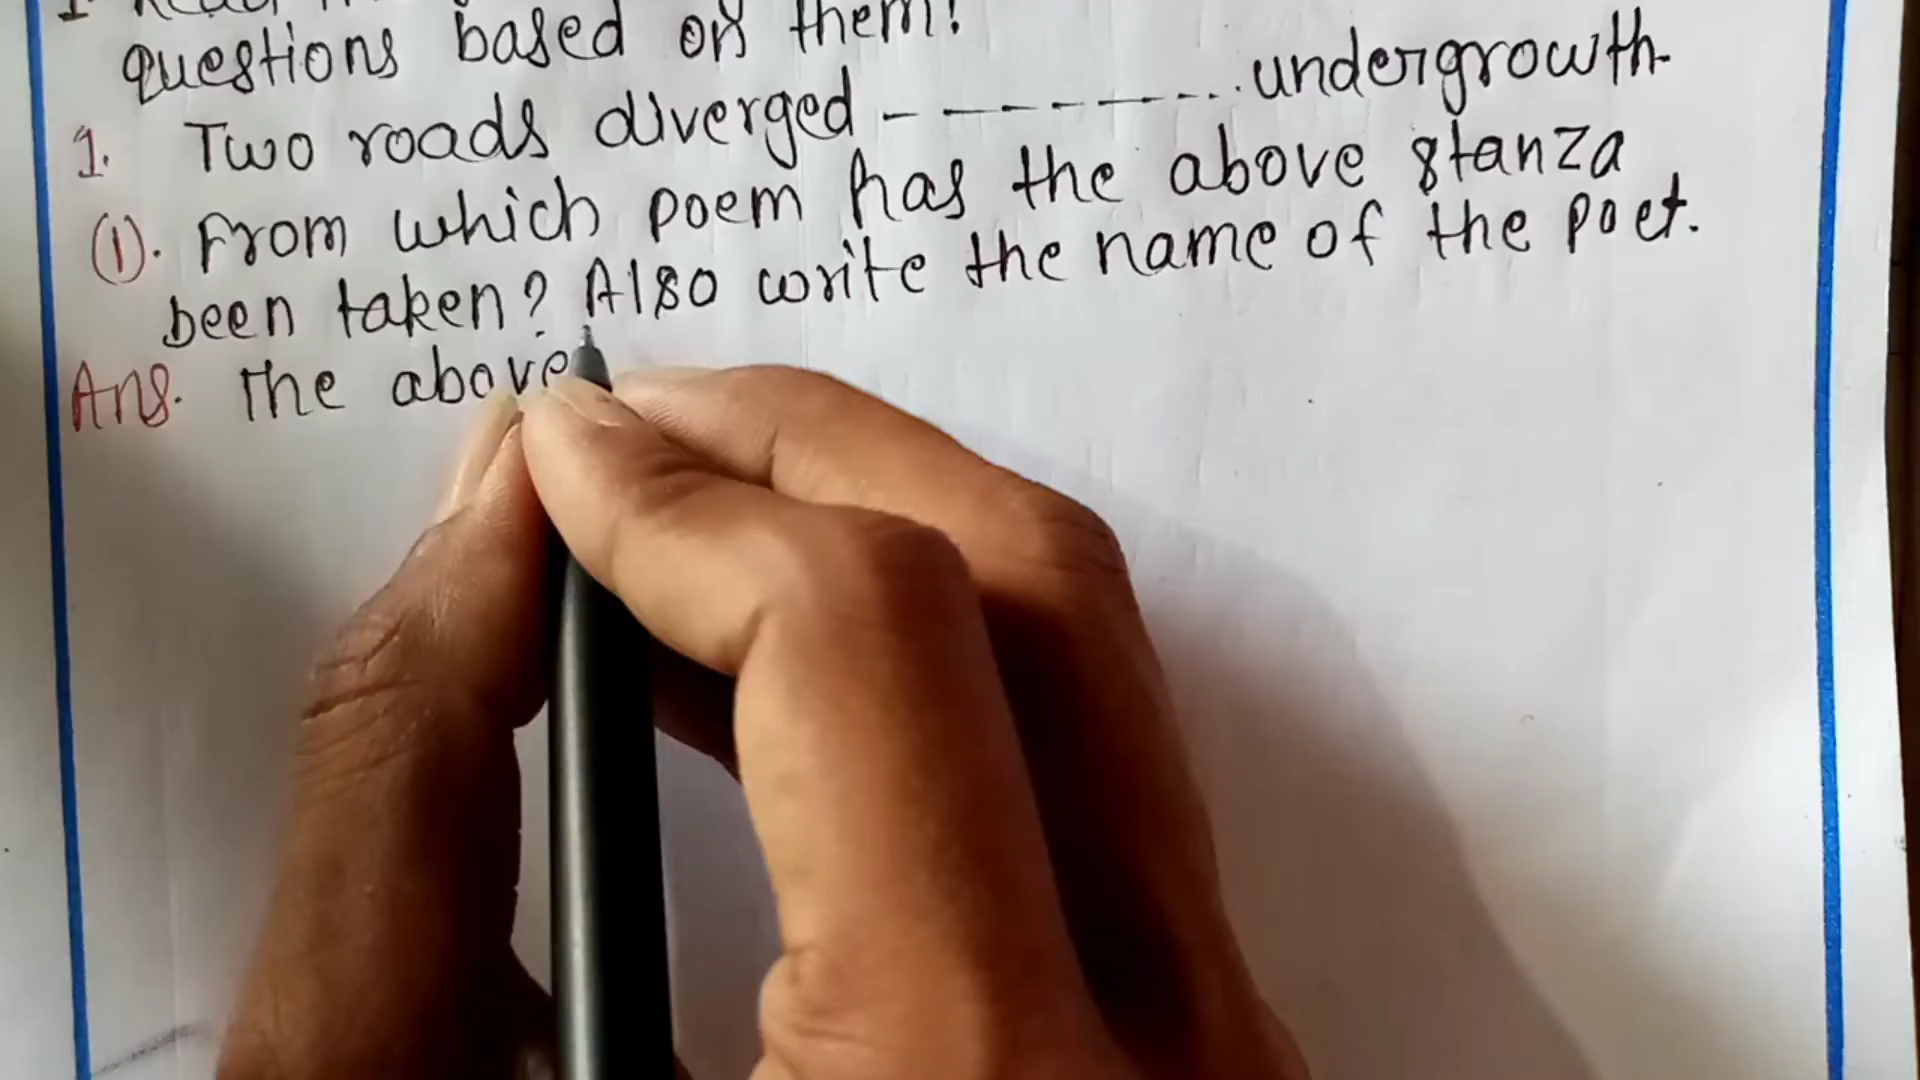 questions based on them!
1. Two roads diverged - - - - - - - .. undergrowth.
(1). From which poem has the above stanza
been taken? Also write the name of the poet.
Ans. The above